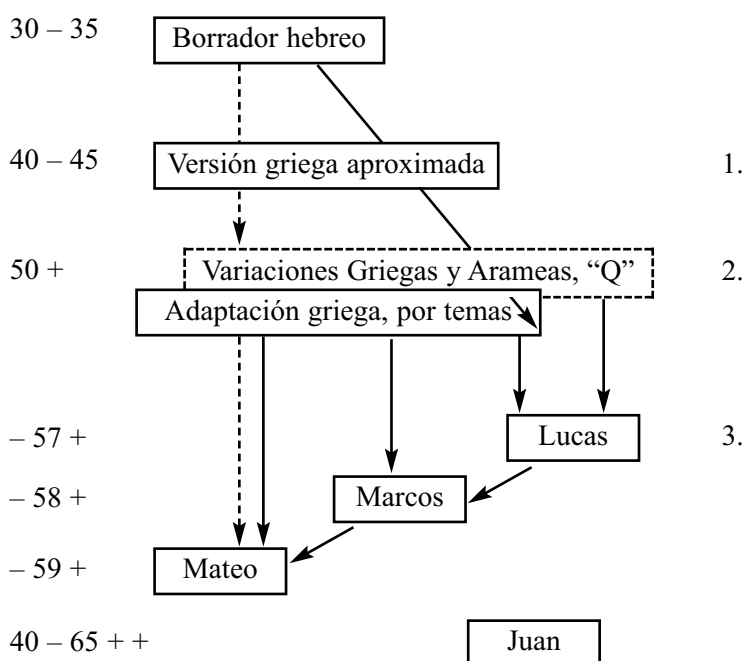 30 – 35 Borrador hebreo
40 – 45 Versión griega aproximada 1.
50 + Variaciones Griegas y Arameas, “Q” 2.
Adaptación griega, por temas
– 57 + Lucas 3.
– 58 + Marcos
– 59 + Mateo
40 – 65 + + Juan